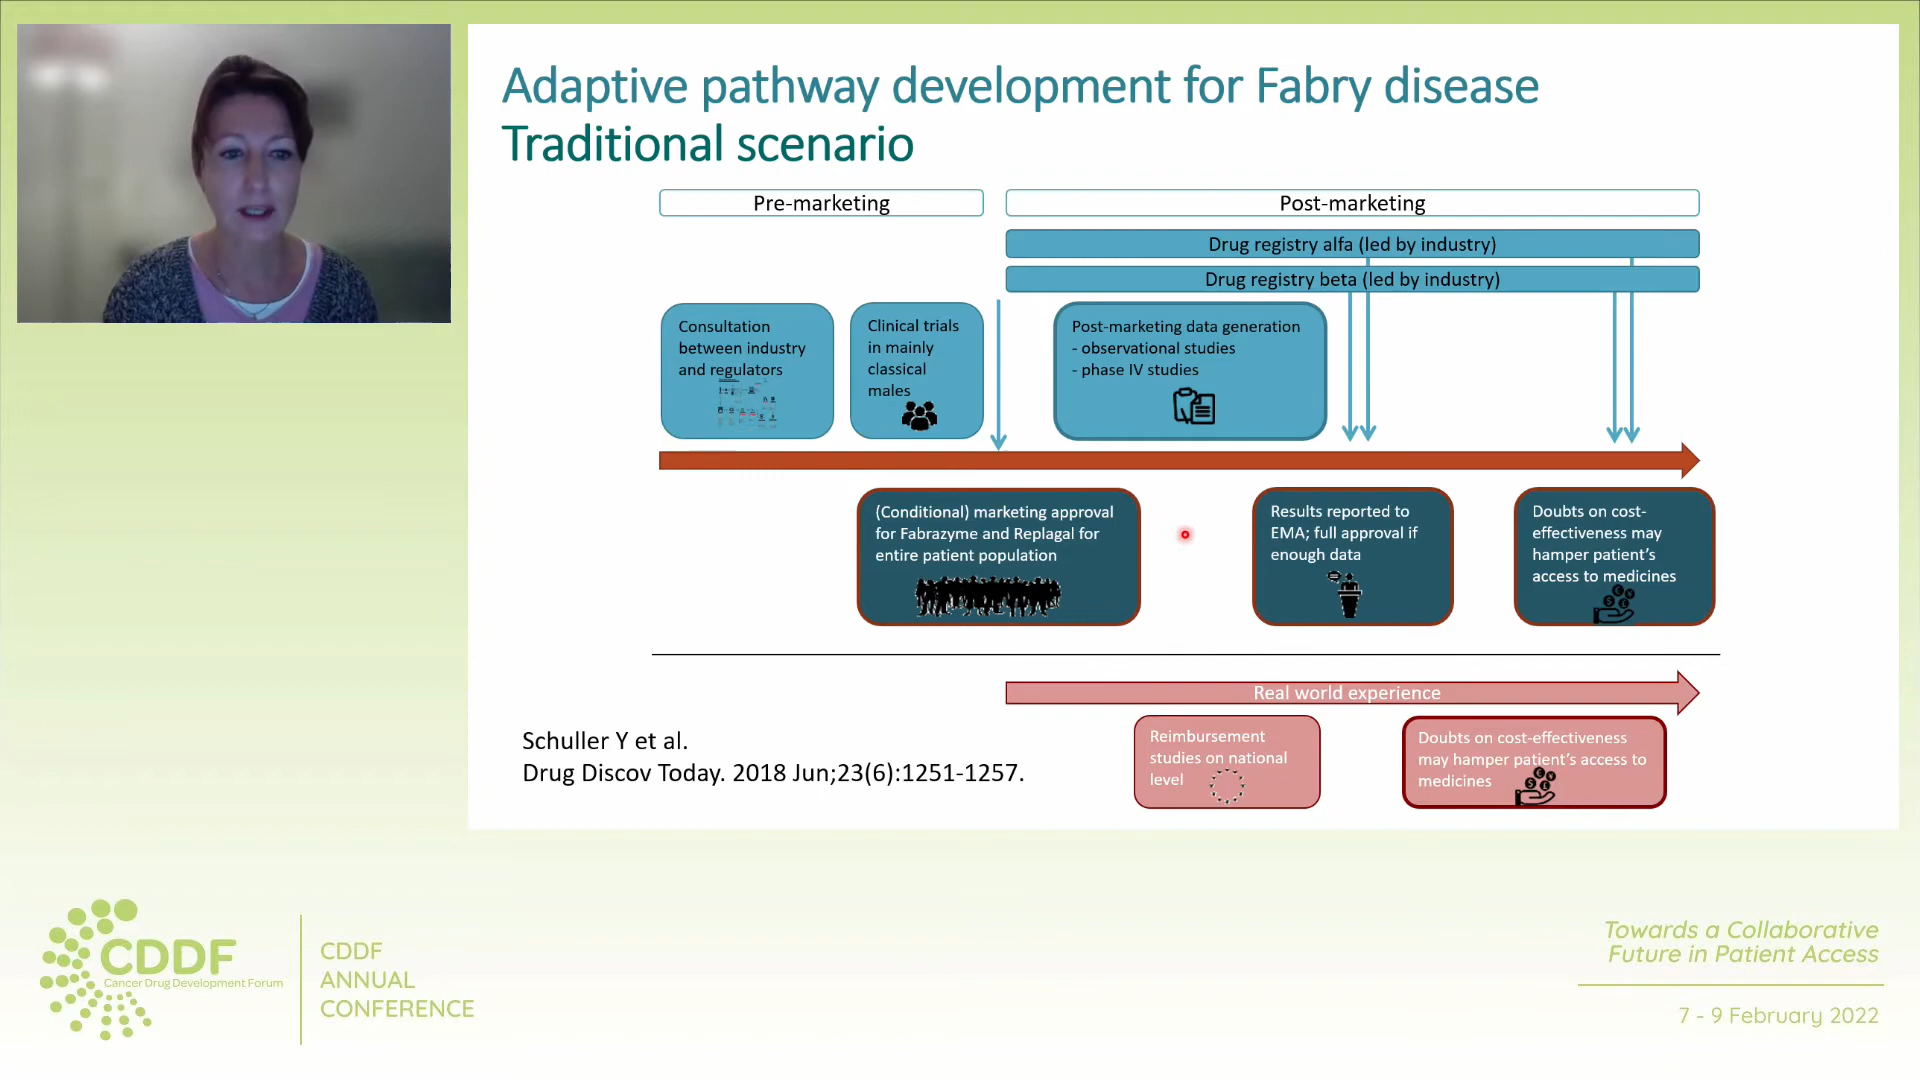 Adaptive pathway development for Fabry disease
Traditional scenario
Pre-marketing
Post-marketing
Drug registry alfa (led by industry)
Drug registry beta (led by industry)
Consultation
between industry
and regulators
Clinical trials
in mainly
classical
males
Post-marketing data generation
- observational studies
- phase IV studies
(Conditional) marketing approval
for Fabrazyme and Replagal for
entire patient population
Results reported to
EMA; full approval if
enough data
Doubts on cost-
effectiveness may
hamper patient's
access to medicines
Real world experience
Reimbursement
studies on national
level
Doubts on cost-effectiveness
may hamper patient's access to
medicines
Schuller Y et al.
Drug Discov Today. 2018 Jun;23(6):1251-1257.
CDDF
Cancer Drug Development Forum
CDDF
ANNUAL
CONFERENCE
Towards a Collaborative
Future in Patient Access
7 - 9 February 2022